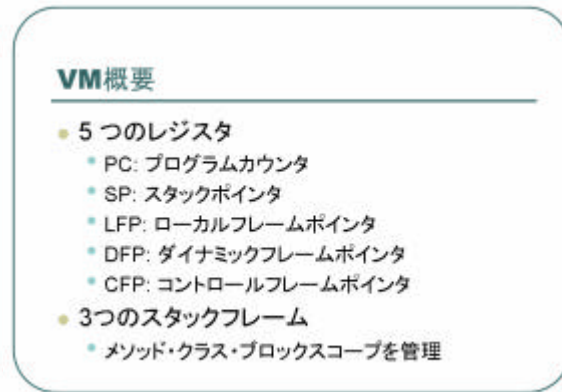 VM概要
5 つのレジスタ
PC: プログラムカウンタ
SP: スタックポインタ
LFP: ローカルフレームポインタ
DFP: ダイナミックフレームポインタ
CFP: コントロールフレームポインタ
3つのスタックフレーム
メソッド・クラス・ブロックスコープを管理